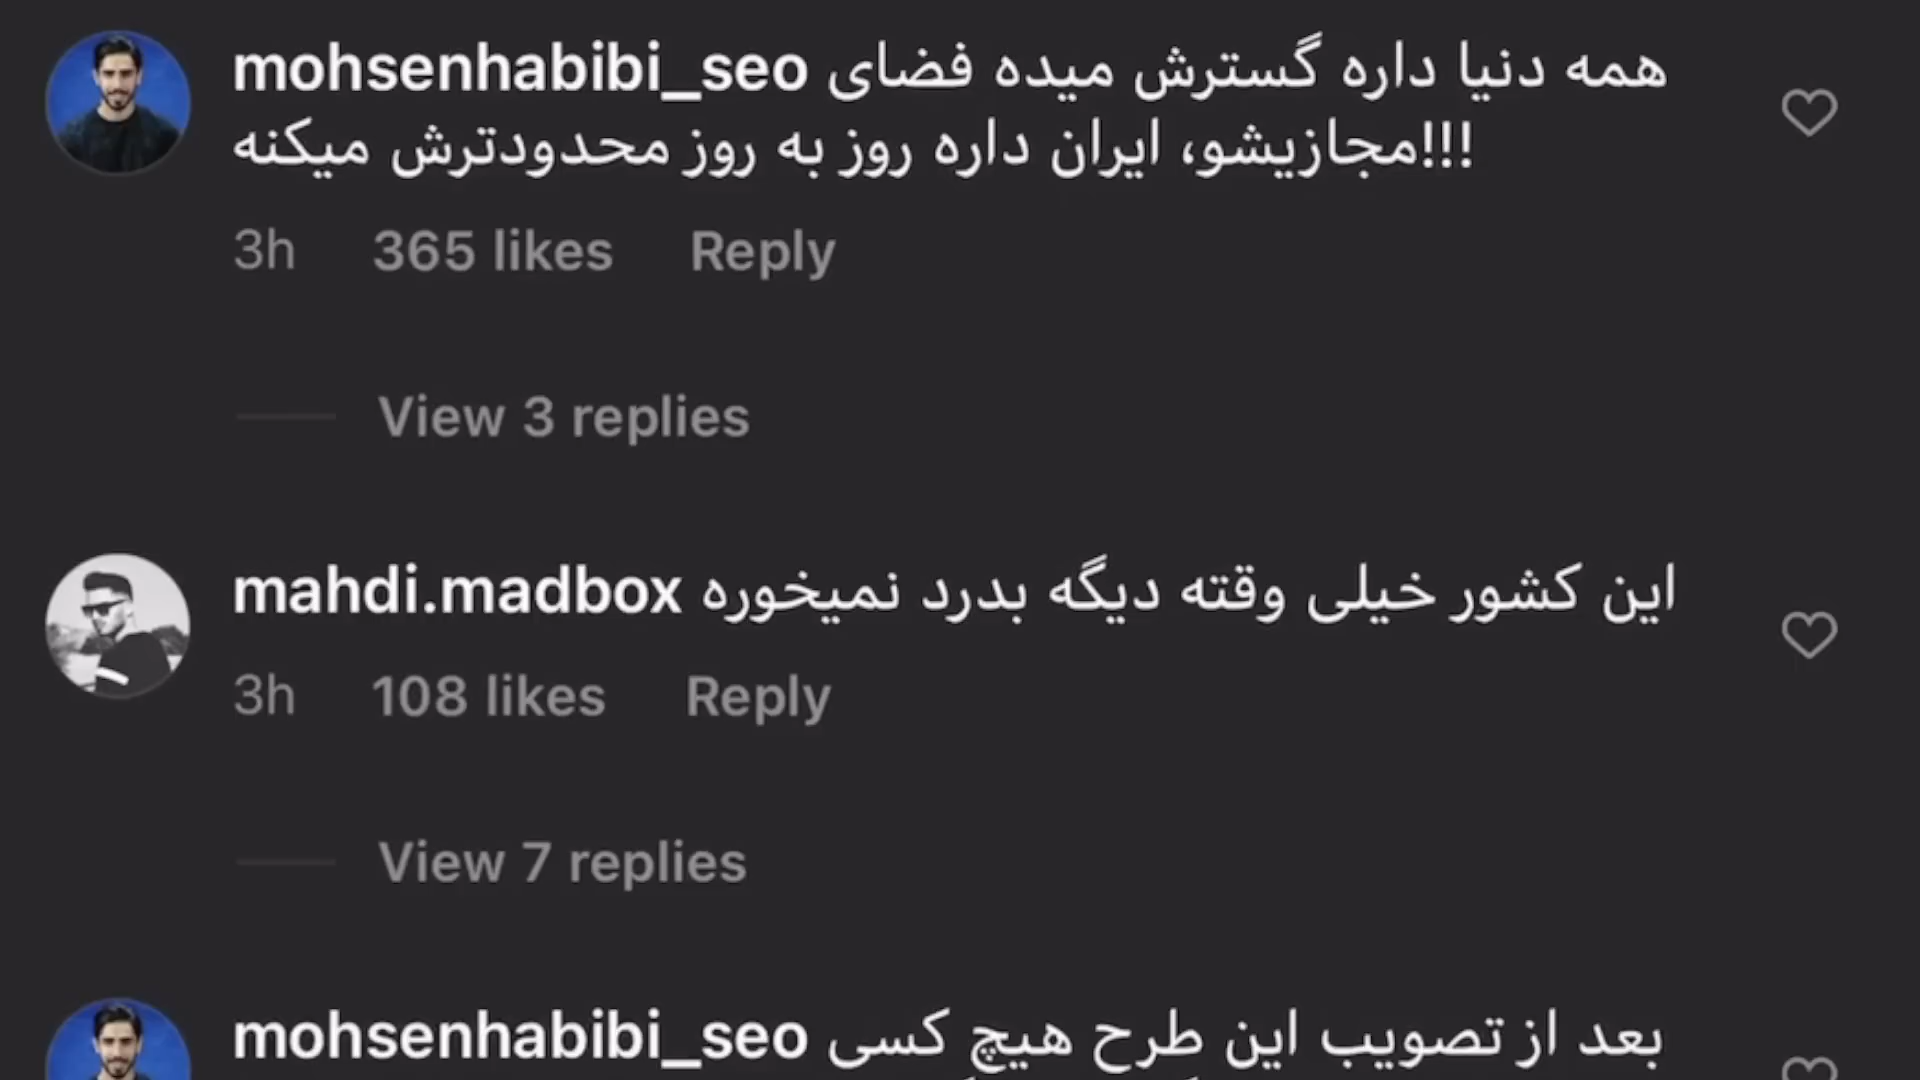 mohsenhabibi_seo همه دنیا داره گسترش میده فضای
مجازیشو، ایران داره روز به روز محدودترش میکنه!!!
3h 365 likes Reply
View 3 replies
mahdi.madbox این کشور خیلی وقته دیگه بدرد نمیخوره
3h 108 likes Reply
View 7 replies
mohsenhabibi_seo بعد از تصویب این طرح هیچ کسی